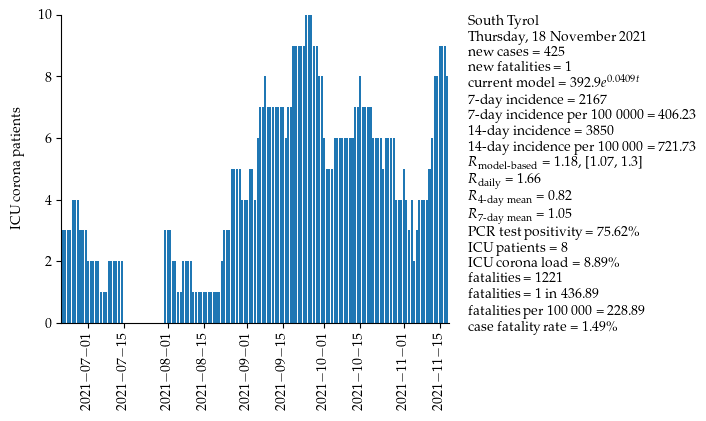 10
8
6
4
2
0
ICU corona patients
2021−07−01
2021−07−15
2021−08−01
2021−08−15
2021−09−01
2021−09−15
2021−10−01
2021−10−15
2021−11−01
2021−11−15
South Tyrol
Thursday, 18 November 2021
new cases = 425
new fatalities = 1
current model = 392.9e^0.0409t
7-day incidence = 2167
7-day incidence per 100 0000 = 406.23
14-day incidence = 3850
14-day incidence per 100 000 = 721.73
R model-based = 1.18, [1.07, 1.3]
R daily = 1.66
R 4-day mean = 0.82
R 7-day mean = 1.05
PCR test positivity = 75.62%
ICU patients = 8
ICU corona load = 8.89%
fatalities = 1221
fatalities = 1 in 436.89
fatalities per 100 000 = 228.89
case fatality rate = 1.49%